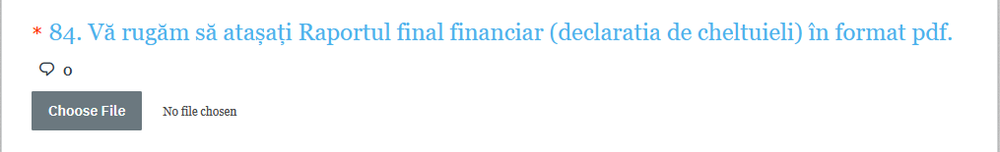 * 84. Vă rugăm să atașați Raportul final financiar (declaratia de cheltuieli) în format pdf.
0
Choose File No file chosen